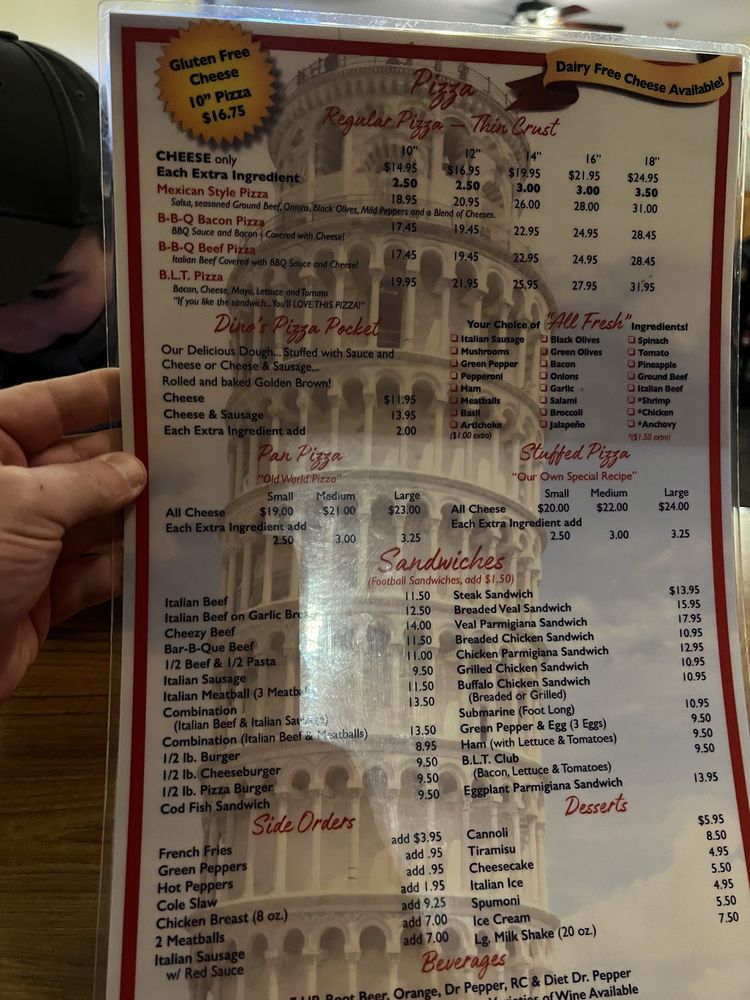 Gluten Free
Cheese
10" Pizza
$16.75
Dairy Free Cheese Available!
Pizza
Regular Pizza — Thin Crust
10" 12" 14" 16" 18"
CHEESE only $14.95 $16.95 $19.95 $21.95 $24.95
Each Extra Ingredient 2.50 2.50 3.00 3.00 3.50
Mexican Style Pizza 18.95 20.95 26.00 28.00 31.00
Salsa, seasoned Ground Beef, Onions, Black Olives, Mild Peppers and a Blend of Cheeses.
B-B-Q Bacon Pizza 17.45 19.45 22.95 24.95 28.45
BBQ Sauce and Bacon - Covered with Cheese!
B-B-Q Beef Pizza 17.45 19.45 22.95 24.95 28.45
Italian Beef Covered with BBQ Sauce and Cheese!
B.L.T. Pizza 19.95 21.95 25.95 27.95 31.95
Bacon, Cheese, Mayo, Lettuce and Tomato
"If you like the sandwich...You'll LOVE THIS PIZZA!"
Dino's Pizza Pocket
Our Delicious Dough... Stuffed with Sauce and
Cheese or Cheese & Sausage...
Rolled and baked Golden Brown!
Cheese $11.95
Cheese & Sausage 13.95
Each Extra Ingredient add 2.00
Your Choice of "All Fresh" Ingredients!
Italian Sausage Black Olives Spinach
Mushrooms Green Olives Tomato
Green Pepper Bacon Pineapple
Pepperoni Onions Ground Beef
Ham Garlic Italian Beef
Meatballs Salami *Shrimp
Basil Broccoli *Chicken
Artichoke Jalapeño *Anchovy
($1.00 extra) *($1.50 extra)
Pan Pizza
"Old World Pizza"
Small Medium Large
All Cheese $19.00 $21.00 $23.00
Each Extra Ingredient add
2.50 3.00 3.25
Stuffed Pizza
"Our Own Special Recipe"
Small Medium Large
All Cheese $20.00 $22.00 $24.00
Each Extra Ingredient add
2.50 3.00 3.25
Sandwiches
(Football Sandwiches, add $1.50)
Italian Beef 11.50
Italian Beef on Garlic 12.50
Cheezy Beef 14.00
Bar-B-Que Beef 11.50
1/2 Beef & 1/2 Pasta 11.00
Italian Sausage 9.50
Italian Meatball (3 11.50
Combination 13.50
(Italian Beef & Italian Sausage)
Combination (Italian Beef & Meatballs) 13.50
1/2 lb. Burger 8.95
1/2 lb. Cheeseburger 9.50
1/2 lb. Pizza Burger 9.50
Cod Fish Sandwich 9.50
Steak Sandwich $13.95
Breaded Veal Sandwich 15.95
Veal Parmigiana Sandwich 17.95
Breaded Chicken Sandwich 10.95
Chicken Parmigiana Sandwich 12.95
Grilled Chicken Sandwich 10.95
Buffalo Chicken Sandwich 10.95
(Breaded or Grilled)
Submarine (Foot Long) 10.95
Green Pepper & Egg (3 Eggs) 9.50
Ham (with Lettuce & Tomatoes) 9.50
B.L.T. Club 9.50
(Bacon, Lettuce & Tomatoes)
Eggplant Parmigiana Sandwich 13.95
Side Orders
French Fries add $3.95
Green Peppers add .95
Hot Peppers add .95
Cole Slaw add 1.95
Chicken Breast (8 oz.) add 9.25
2 Meatballs add 7.00
Italian Sausage add 7.00
w/ Red Sauce
Desserts
Cannoli $5.95
Tiramisu 8.50
Cheesecake 4.95
Italian Ice 5.50
Spumoni 4.95
Ice Cream 5.50
Lg. Milk Shake (20 oz.) 7.50
Beverages
Root Beer, Orange, Dr Pepper, RC & Diet Dr. Pepper
Varieties of Wine Available